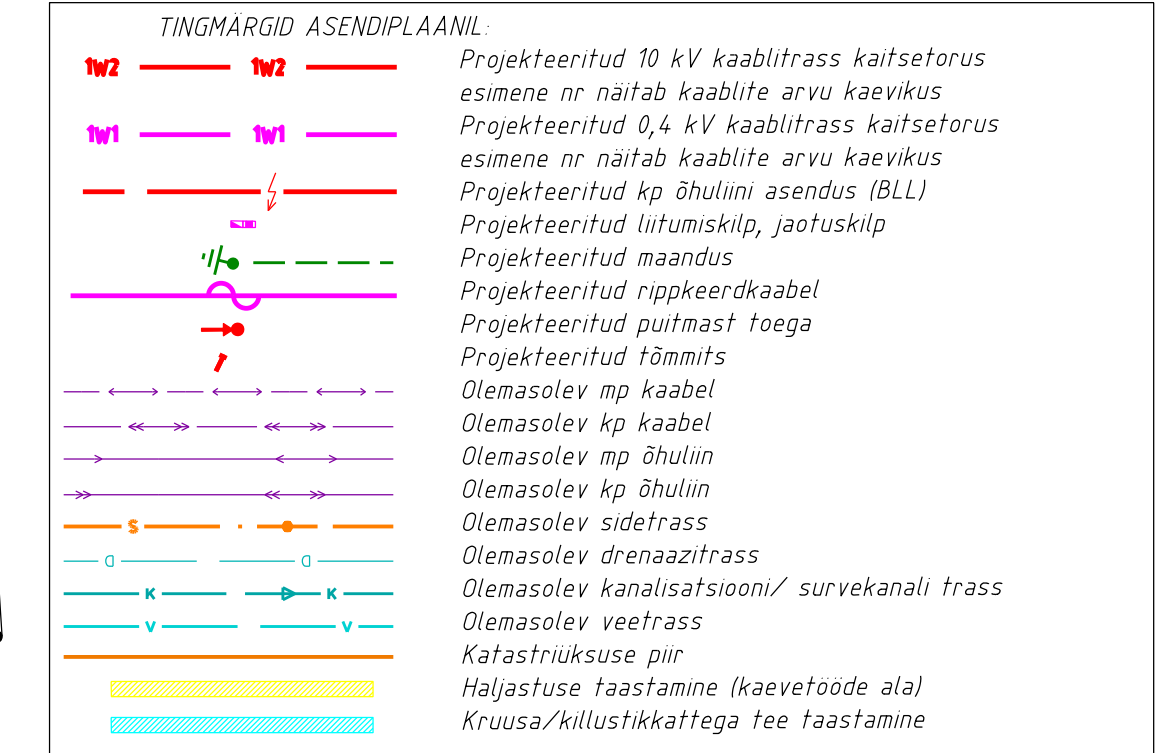 TINGMÄRGID ASENDIPLAANIL:
1W2 1W2 Projekteeritud 10 kV kaablitrass kaitsetorus
esimene nr näitab kaablite arvu kaevikus
1W1 1W1 Projekteeritud 0,4 kV kaablitrass kaitsetorus
esimene nr näitab kaablite arvu kaevikus
Projekteeritud kp õhuliini asendus (BLL)
Projekteeritud liitumiskilp, jaotuskilp
Projekteeritud maandus
Projekteeritud rippkeerdkaabel
Projekteeritud puitmast toega
Projekteeritud tõmmits
Olemasolev mp kaabel
Olemasolev kp kaabel
Olemasolev mp õhuliin
Olemasolev kp õhuliin
S Olemasolev sidetrass
D D Olemasolev drenaazitrass
K K Olemasolev kanalisatsiooni/ survekanali trass
V V Olemasolev veetrass
Katastriüksuse piir
Haljastuse taastamine (kaevetööde ala)
Kruusa/killustikkattega tee taastamine